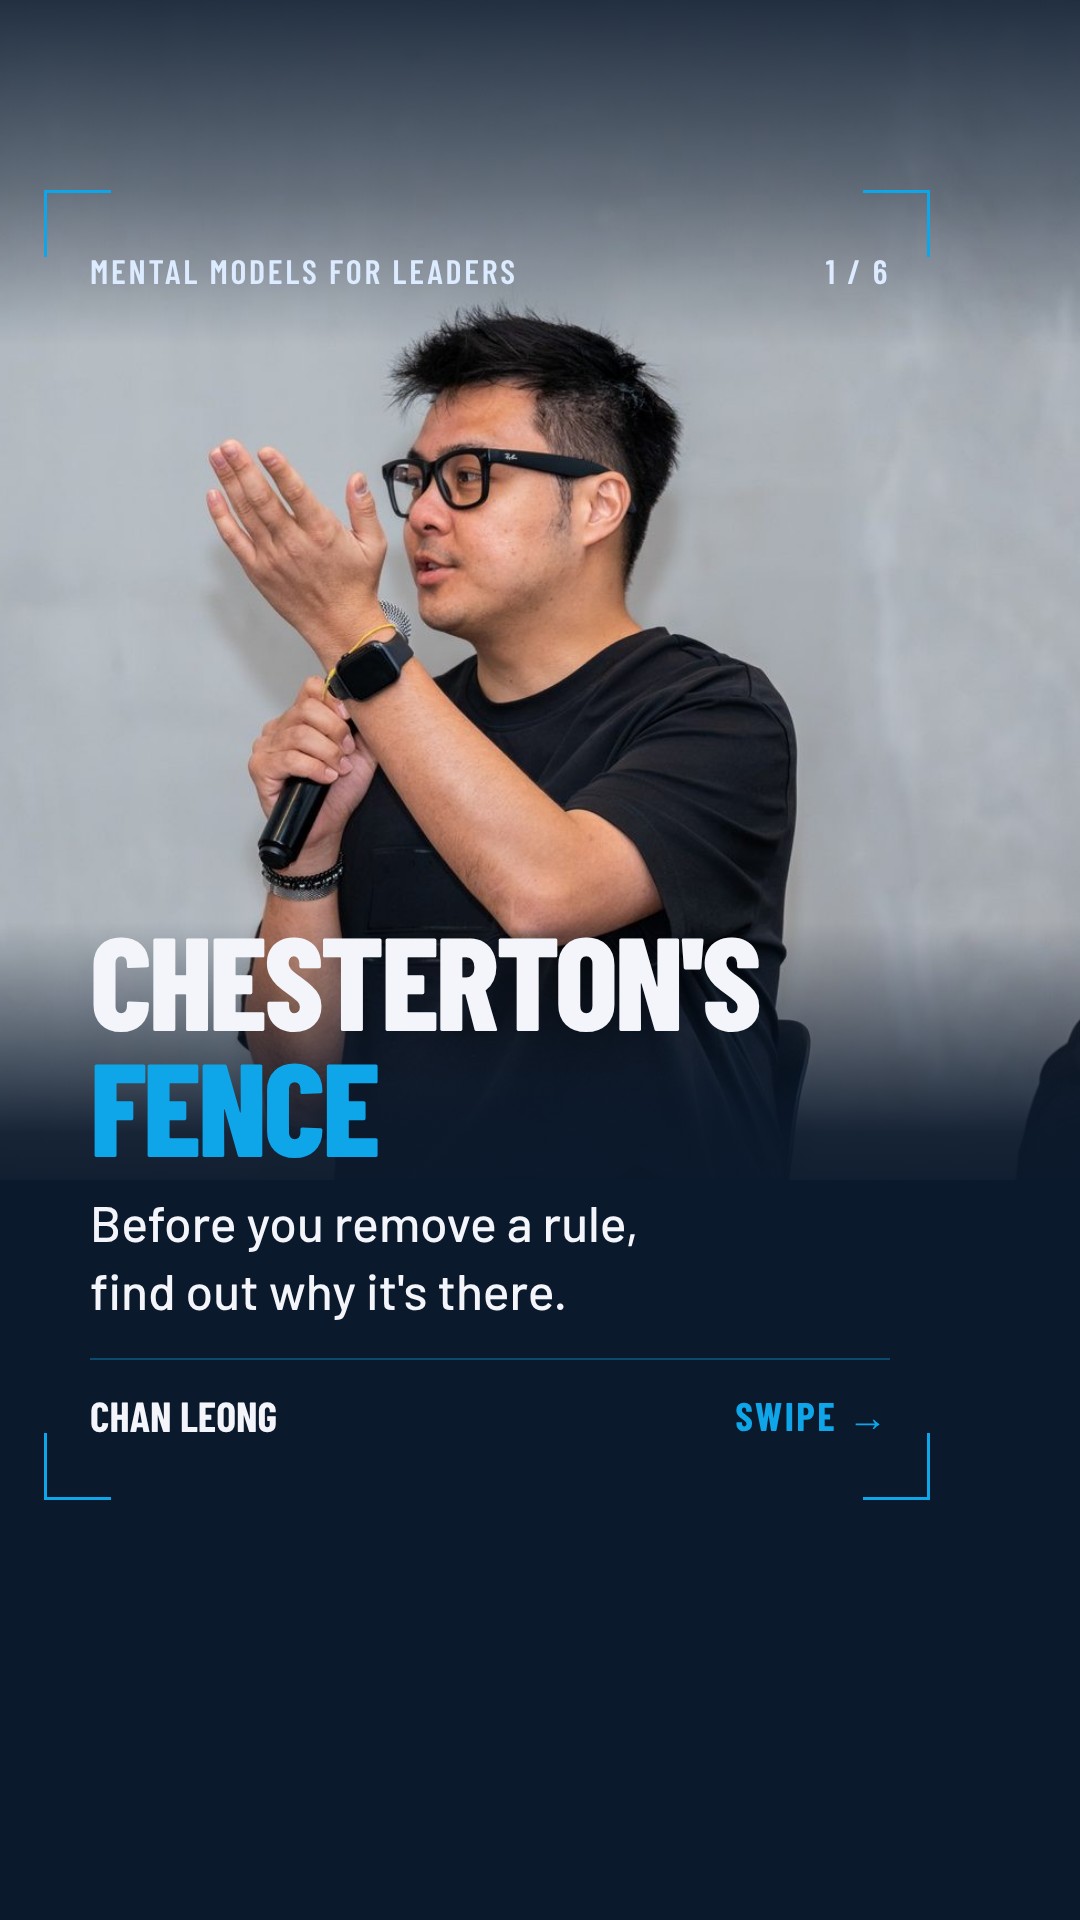 MENTAL MODELS FOR LEADERS
1 / 6
CHESTERTON'S
FENCE
Before you remove a rule,
find out why it's there.
CHAN LEONG
SWIPE →